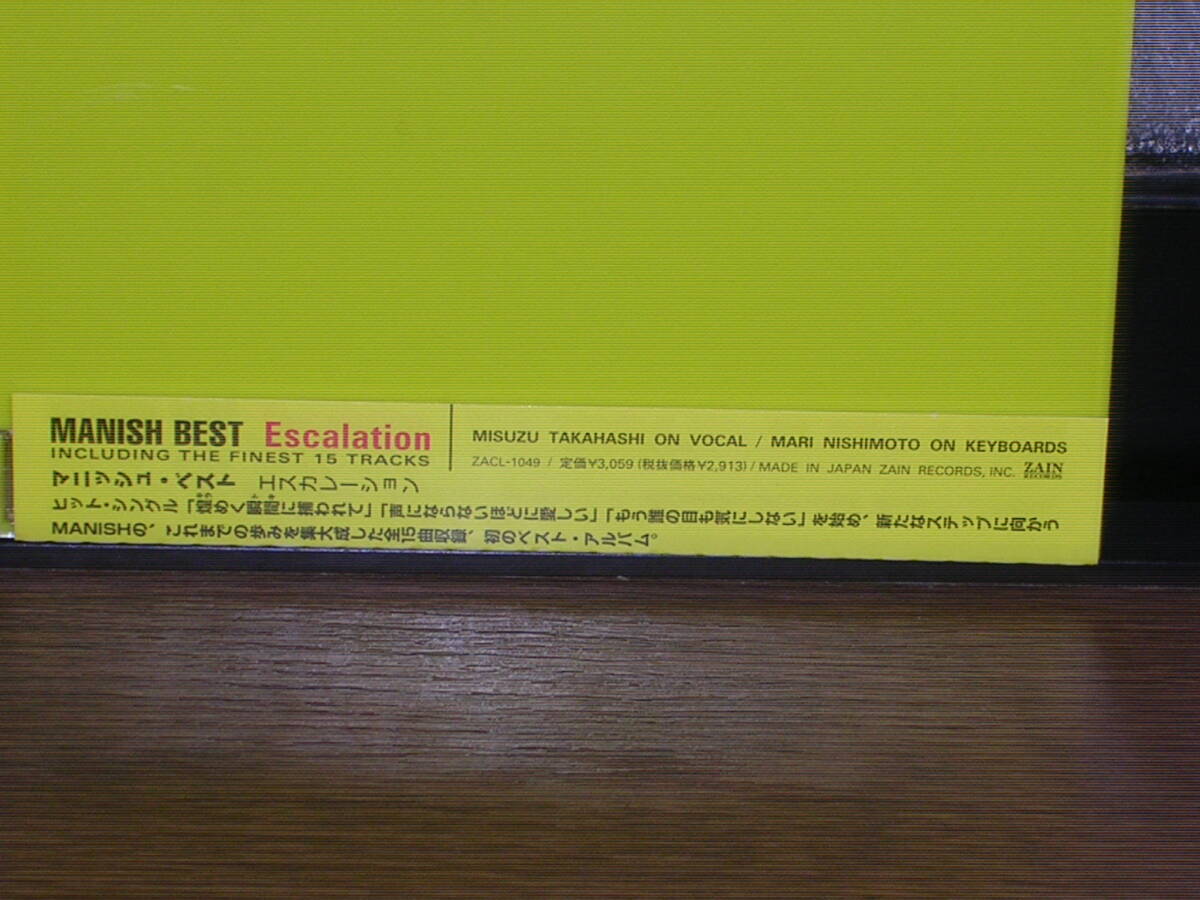 MANISH BEST Escalation
INCLUDING THE FINEST 15 TRACKS
マニッシュ・ベスト エスカレーション
MISUZU TAKAHASHI ON VOCAL / MARI NISHIMOTO ON KEYBOARDS
ZACL-1049 / 定価¥3,059 (税抜価格¥2,913) / MADE IN JAPAN ZAIN RECORDS, INC. ZAIN RECORDS
ヒット・シングル「煌めく瞬間に捕われて」「声にならないほどに愛しい」「もう誰の目も気にしない」を始め、新たなステップに向かう
MANISHの、これまでの歩みを集大成した全15曲収録、初のベスト・アルバム。